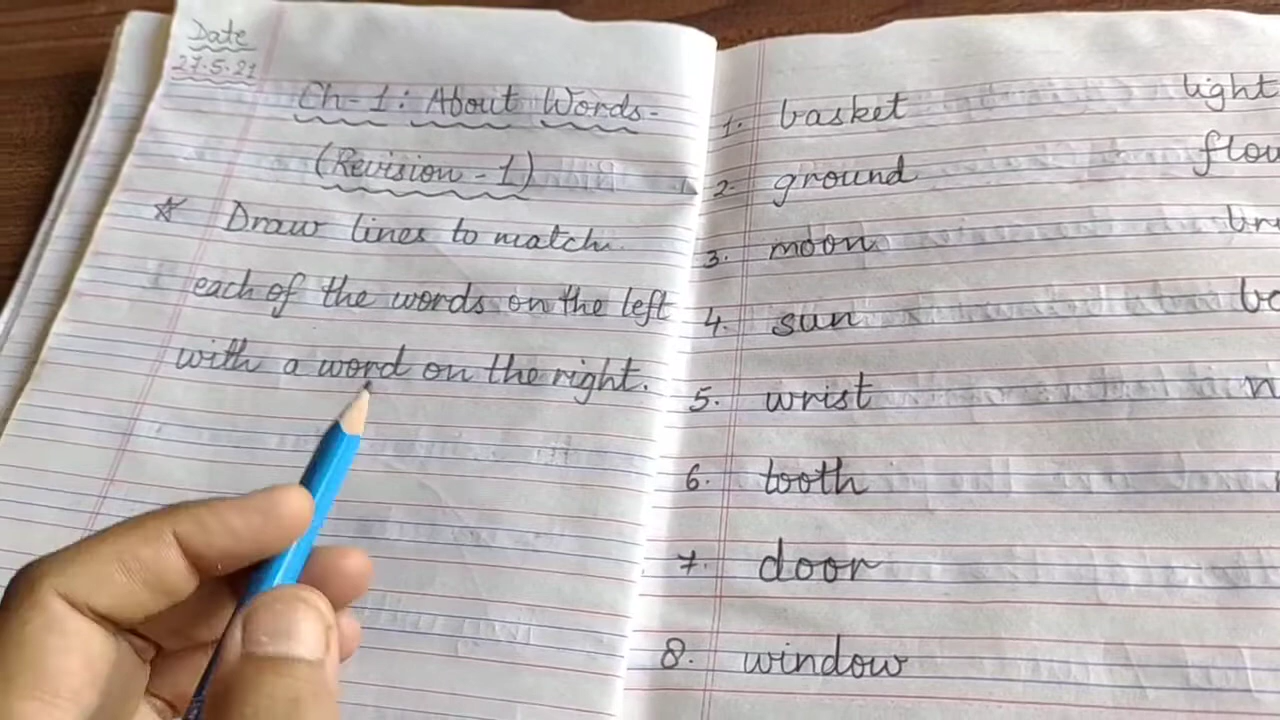 Date
27.5.21
Ch-1: About Words-
(Revision-1)
☆ Draw lines to match
each of the words on the left
with a word on the right.
1. basket light
2. ground
3. moon
4. sun
5. wrist
6. tooth
7. door
8. window